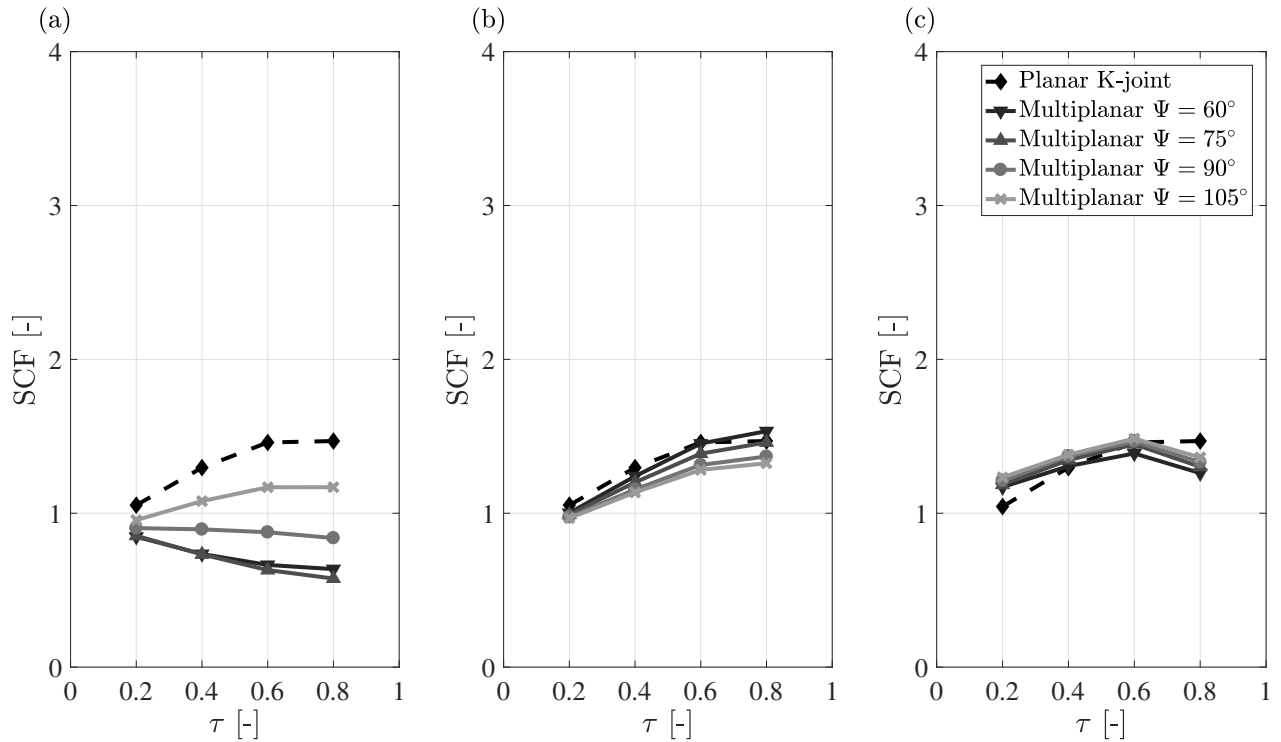 (a)
4
3
2
1
0
SCF [-]
0 0.2 0.4 0.6 0.8 1
τ [-]
(b)
4
3
2
1
0
SCF [-]
0 0.2 0.4 0.6 0.8 1
τ [-]
(c)
4
3
2
1
0
SCF [-]
0 0.2 0.4 0.6 0.8 1
τ [-]
Planar K-joint
Multiplanar Ψ = 60°
Multiplanar Ψ = 75°
Multiplanar Ψ = 90°
Multiplanar Ψ = 105°